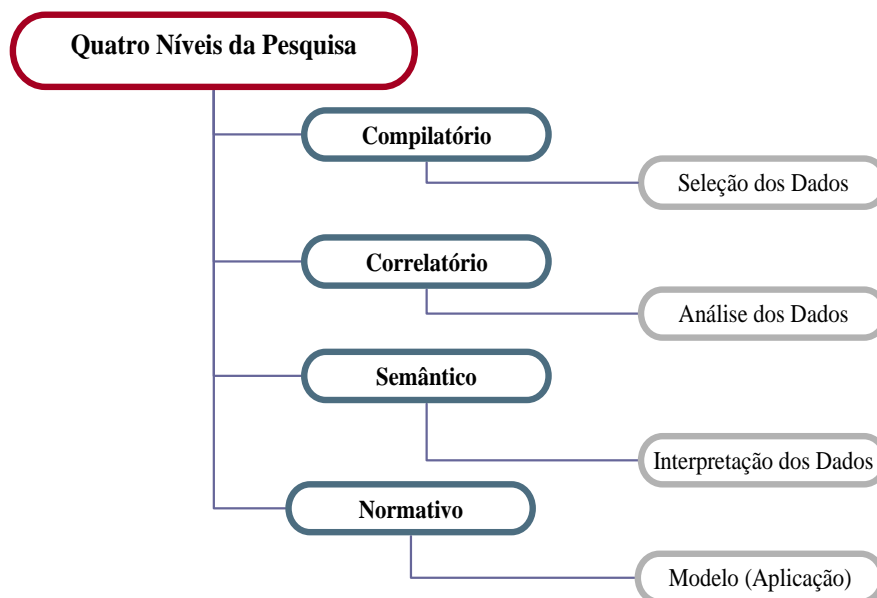 Quatro Níveis da Pesquisa
Compilatório
Seleção dos Dados
Correlatório
Análise dos Dados
Semântico
Interpretação dos Dados
Normativo
Modelo (Aplicação)